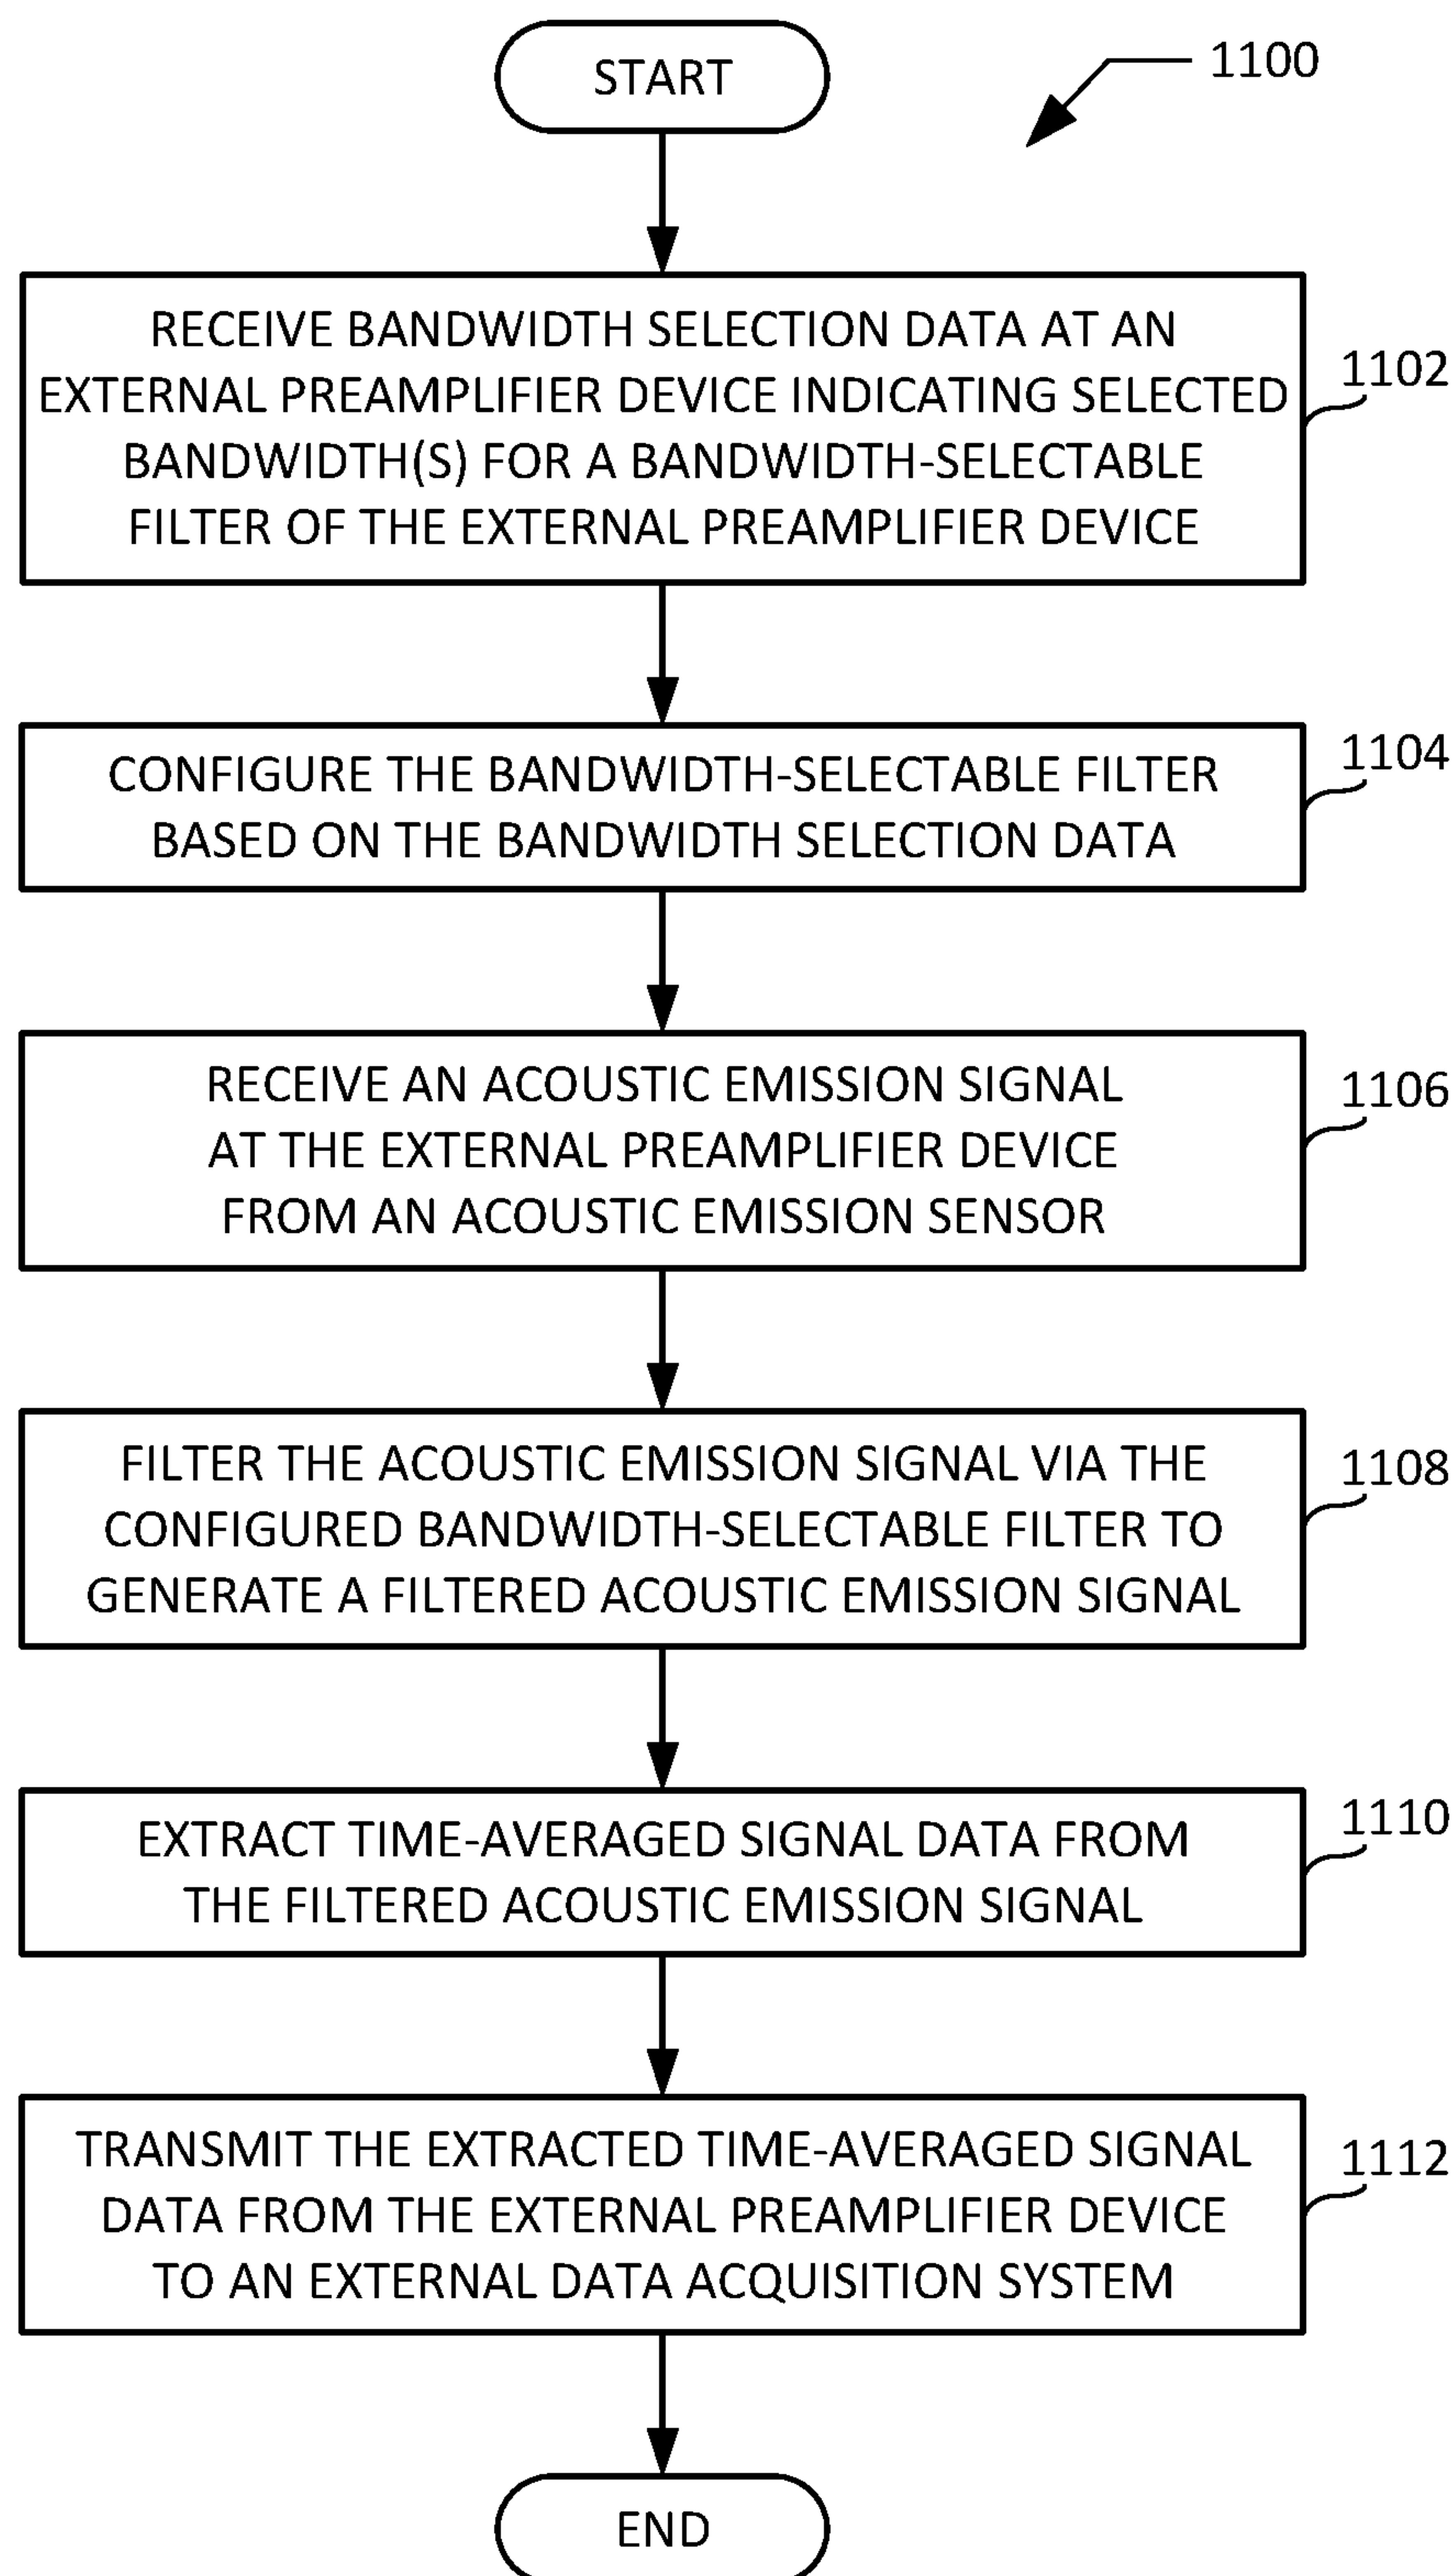 START
1100
RECEIVE BANDWIDTH SELECTION DATA AT AN
EXTERNAL PREAMPLIFIER DEVICE INDICATING SELECTED
BANDWIDTH(S) FOR A BANDWIDTH-SELECTABLE
FILTER OF THE EXTERNAL PREAMPLIFIER DEVICE
1102
CONFIGURE THE BANDWIDTH-SELECTABLE FILTER
BASED ON THE BANDWIDTH SELECTION DATA
1104
RECEIVE AN ACOUSTIC EMISSION SIGNAL
AT THE EXTERNAL PREAMPLIFIER DEVICE
FROM AN ACOUSTIC EMISSION SENSOR
1106
FILTER THE ACOUSTIC EMISSION SIGNAL VIA THE
CONFIGURED BANDWIDTH-SELECTABLE FILTER TO
GENERATE A FILTERED ACOUSTIC EMISSION SIGNAL
1108
EXTRACT TIME-AVERAGED SIGNAL DATA FROM
THE FILTERED ACOUSTIC EMISSION SIGNAL
1110
TRANSMIT THE EXTRACTED TIME-AVERAGED SIGNAL
DATA FROM THE EXTERNAL PREAMPLIFIER DEVICE
TO AN EXTERNAL DATA ACQUISITION SYSTEM
1112
END